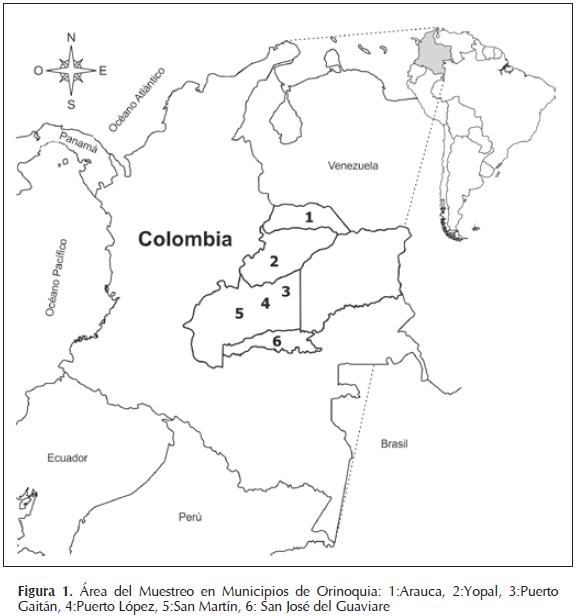 N
O
E
S
Océano Atlántico
Panamá
Venezuela
1
Colombia
2
3
4
5
6
Océano Pacífico
Ecuador
Brasil
Perú
Figura 1. Área del Muestreo en Municipios de Orinoquia: 1:Arauca, 2:Yopal, 3:Puerto
Gaitán, 4:Puerto López, 5:San Martín, 6: San José del Guaviare